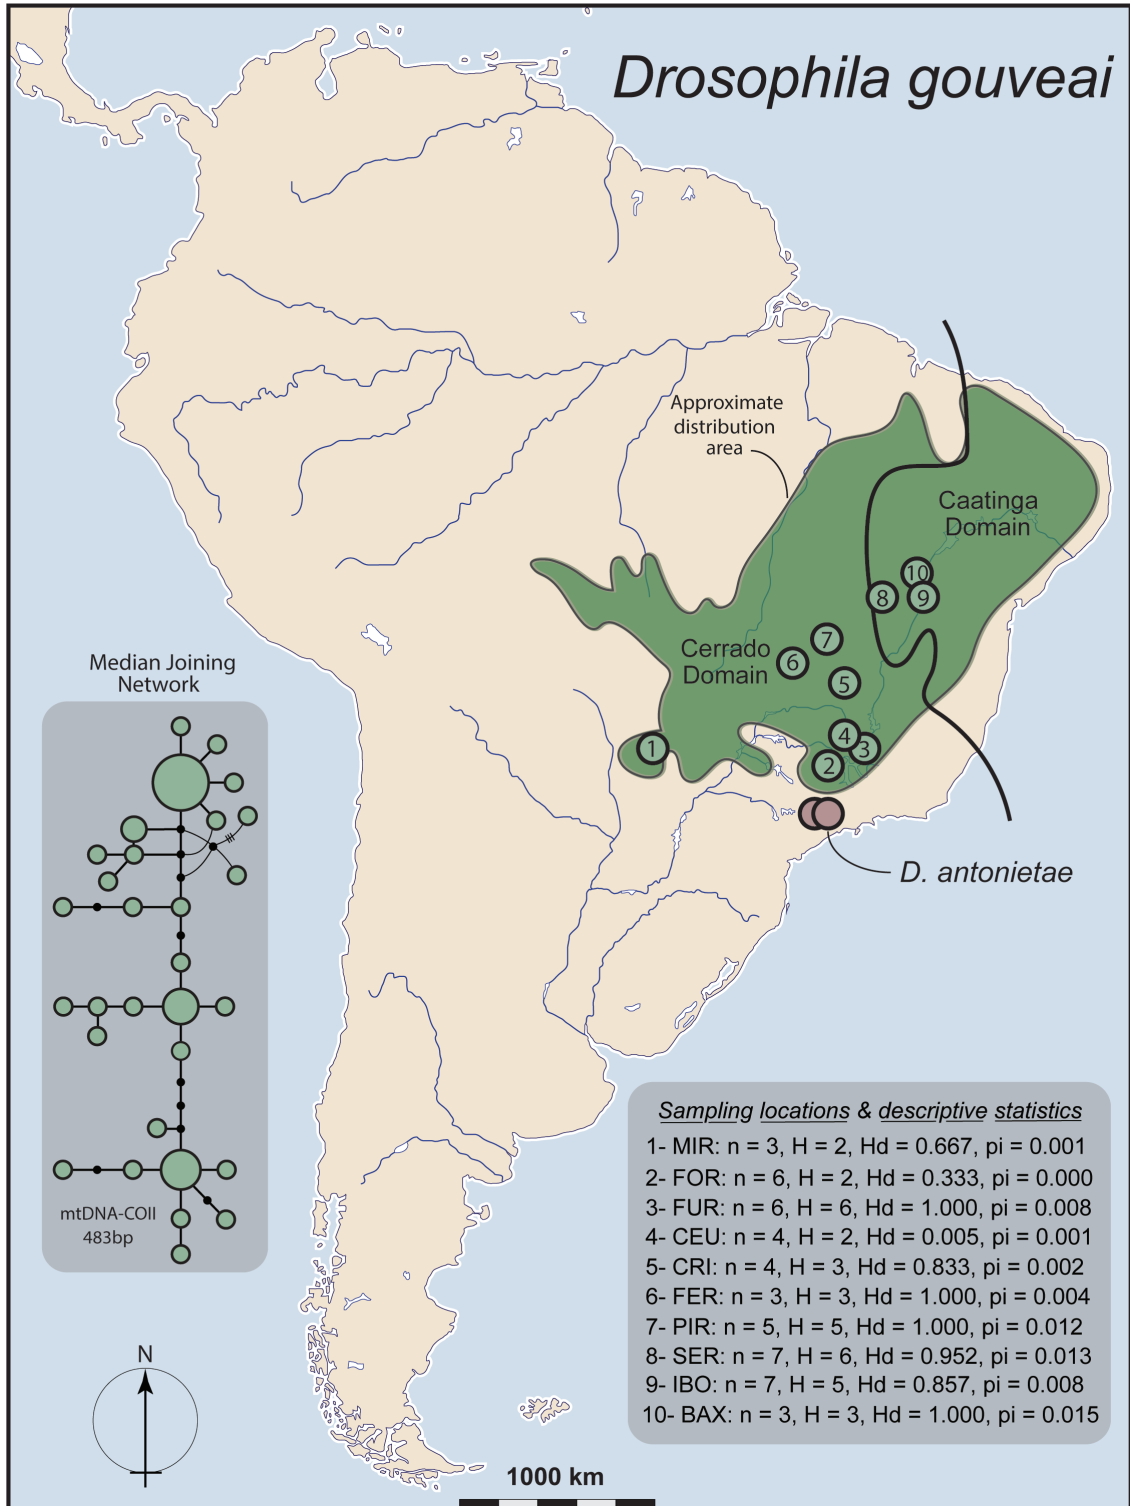 Drosophila gouveai
Approximate
distribution
area
Caatinga
Domain
10
8
9
7
Cerrado
Domain
6
5
4
1
3
2
D. antonietae
Median Joining
Network
mtDNA-COII
483bp
Sampling locations & descriptive statistics
1- MIR: n = 3, H = 2, Hd = 0.667, pi = 0.001
2- FOR: n = 6, H = 2, Hd = 0.333, pi = 0.000
3- FUR: n = 6, H = 6, Hd = 1.000, pi = 0.008
4- CEU: n = 4, H = 2, Hd = 0.005, pi = 0.001
5- CRI: n = 4, H = 3, Hd = 0.833, pi = 0.002
6- FER: n = 3, H = 3, Hd = 1.000, pi = 0.004
7- PIR: n = 5, H = 5, Hd = 1.000, pi = 0.012
8- SER: n = 7, H = 6, Hd = 0.952, pi = 0.013
9- IBO: n = 7, H = 5, Hd = 0.857, pi = 0.008
10- BAX: n = 3, H = 3, Hd = 1.000, pi = 0.015
N
1000 km